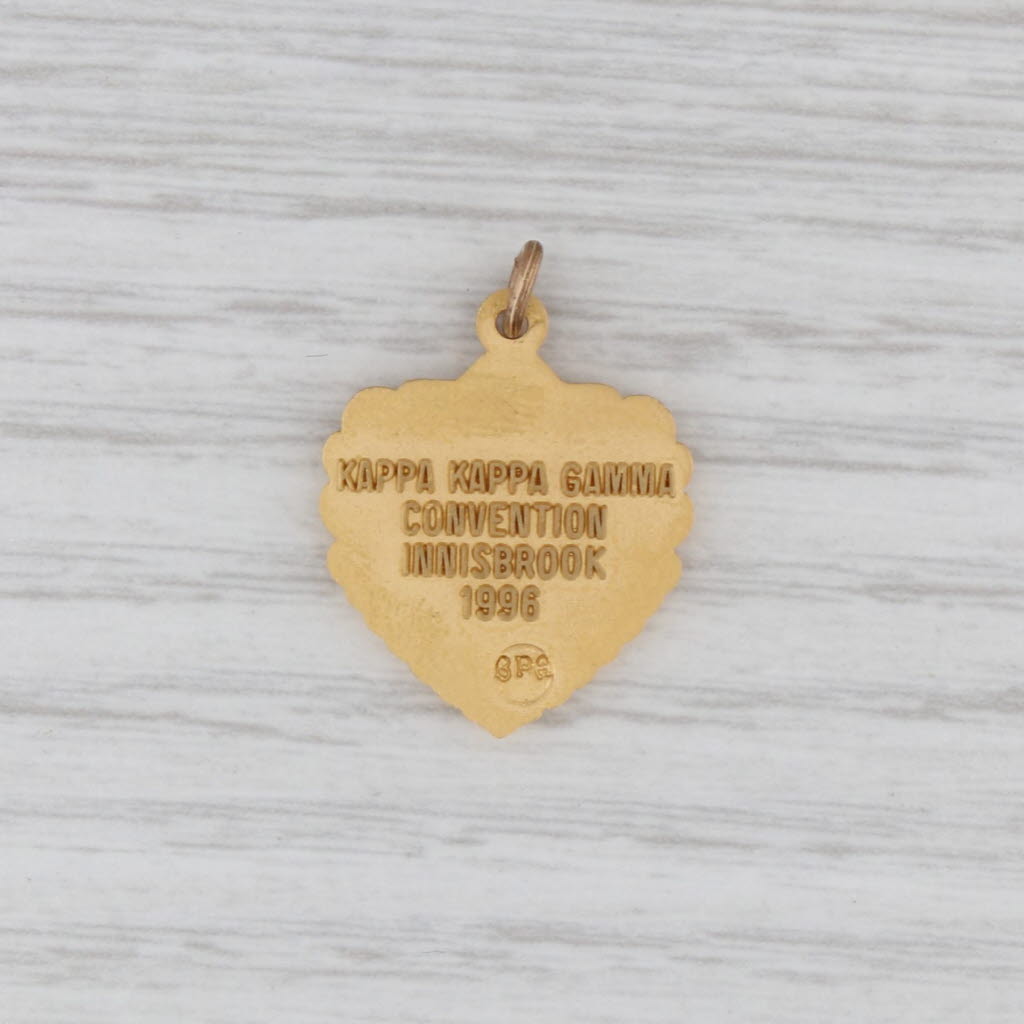 KAPPA KAPPA GAMMA
CONVENTION
INNISBROOK
1996